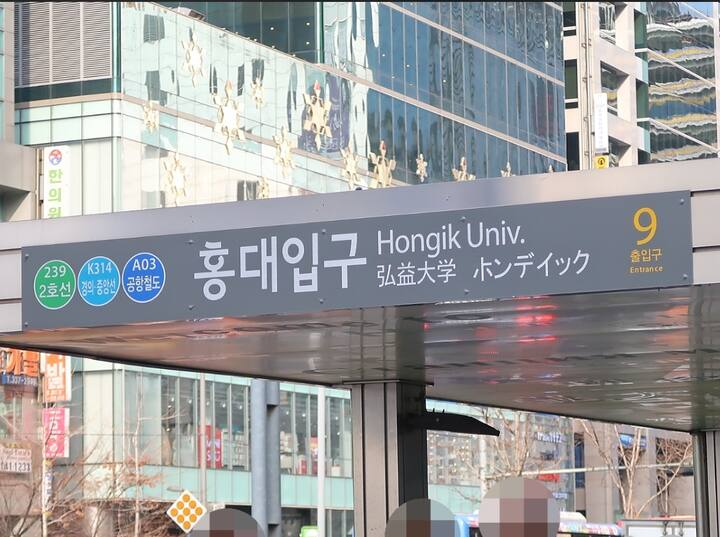 한의원
239
2호선
K314
경의·중앙선
A03
공항철도
홍대입구
Hongik Univ.
弘益大学 ホンデイック
9
출입구
Entrance